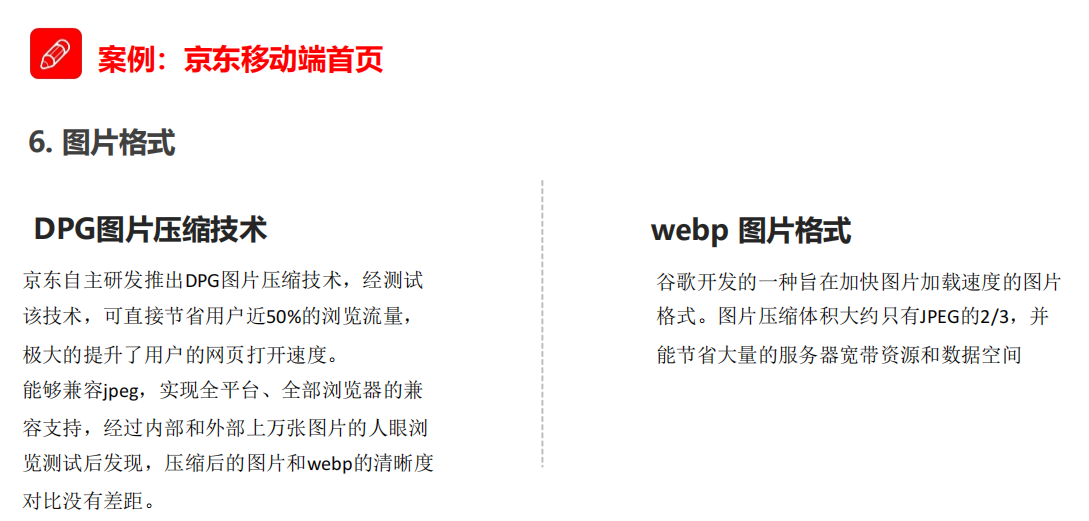 案例：京东移动端首页
6. 图片格式
DPG图片压缩技术
京东自主研发推出DPG图片压缩技术，经测试
该技术，可直接节省用户近50%的浏览流量，
极大的提升了用户的网页打开速度。
能够兼容jpeg，实现全平台、全部浏览器的兼
容支持，经过内部和外部上万张图片的人眼浏
览测试后发现，压缩后的图片和webp的清晰度
对比没有差距。
webp 图片格式
谷歌开发的一种旨在加快图片加载速度的图片
格式。图片压缩体积大约只有JPEG的2/3，并
能节省大量的服务器宽带资源和数据空间